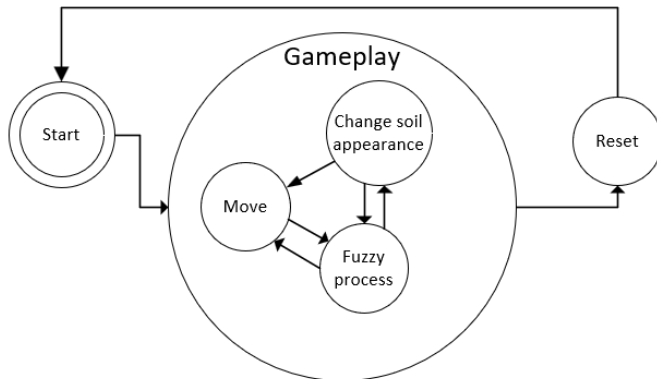 Gameplay
Start
Change soil
appearance
Reset
Move
Fuzzy
process